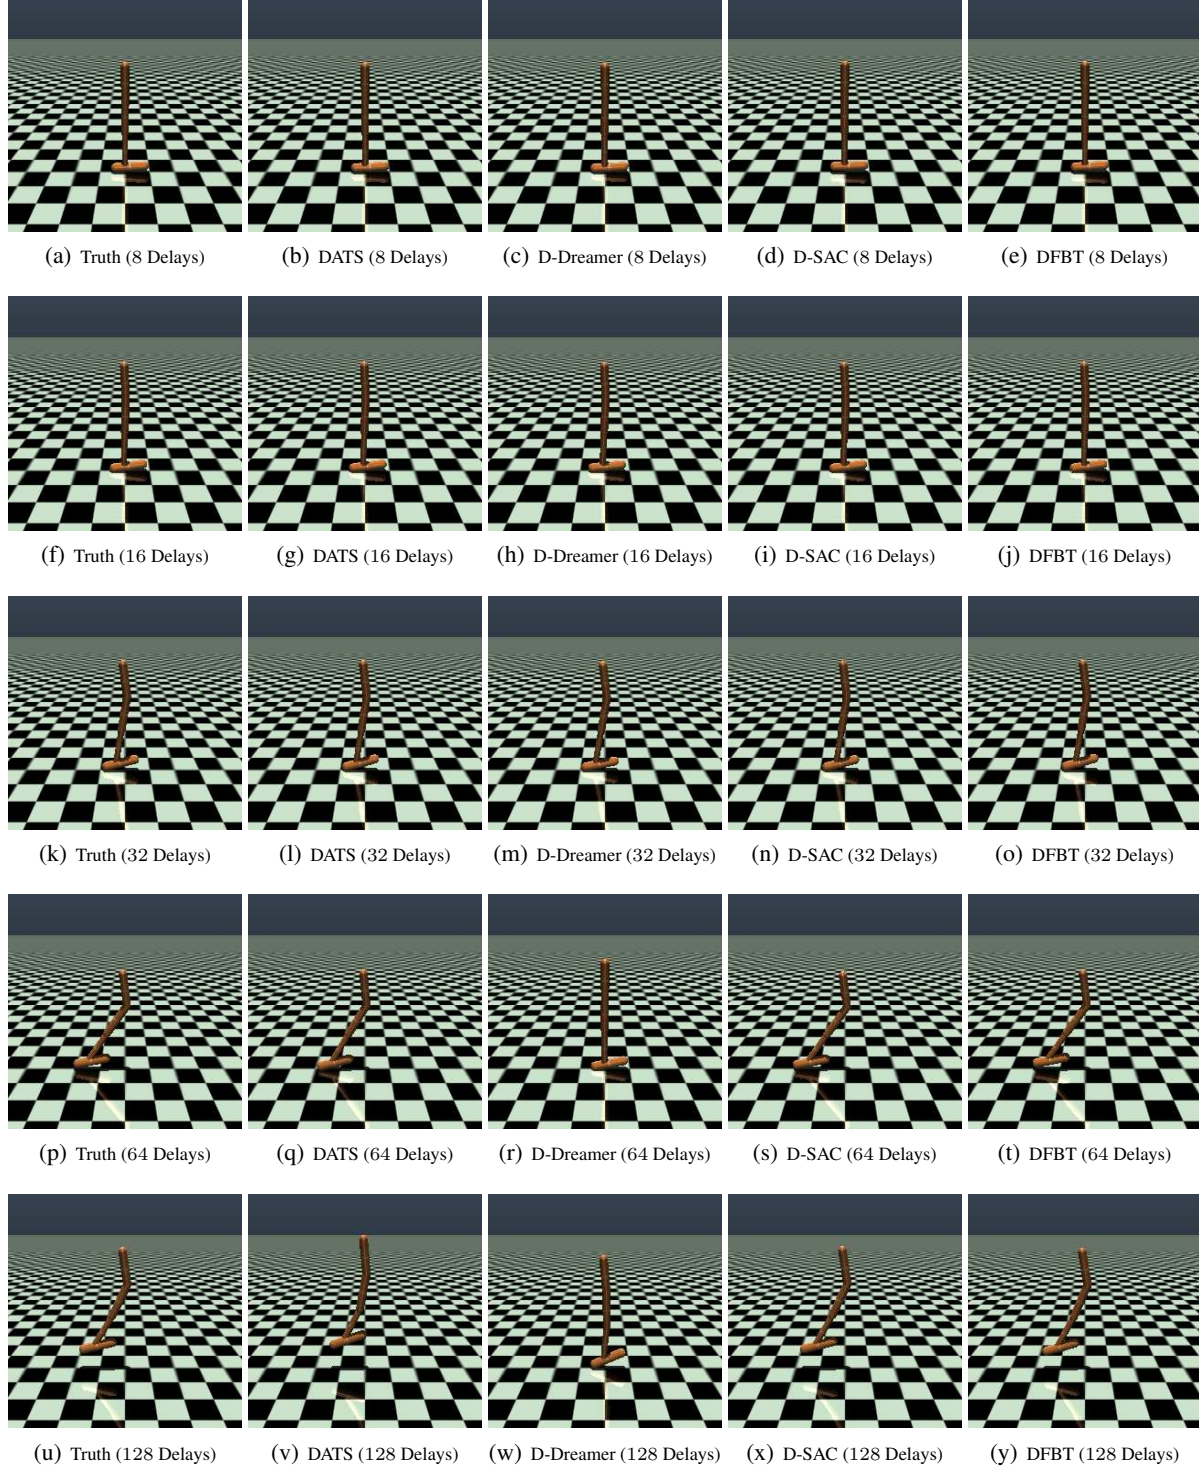 (a) Truth (8 Delays) (b) DATS (8 Delays) (c) D-Dreamer (8 Delays) (d) D-SAC (8 Delays) (e) DFBT (8 Delays)
(f) Truth (16 Delays) (g) DATS (16 Delays) (h) D-Dreamer (16 Delays) (i) D-SAC (16 Delays) (j) DFBT (16 Delays)
(k) Truth (32 Delays) (l) DATS (32 Delays) (m) D-Dreamer (32 Delays) (n) D-SAC (32 Delays) (o) DFBT (32 Delays)
(p) Truth (64 Delays) (q) DATS (64 Delays) (r) D-Dreamer (64 Delays) (s) D-SAC (64 Delays) (t) DFBT (64 Delays)
(u) Truth (128 Delays) (v) DATS (128 Delays) (w) D-Dreamer (128 Delays) (x) D-SAC (128 Delays) (y) DFBT (128 Delays)